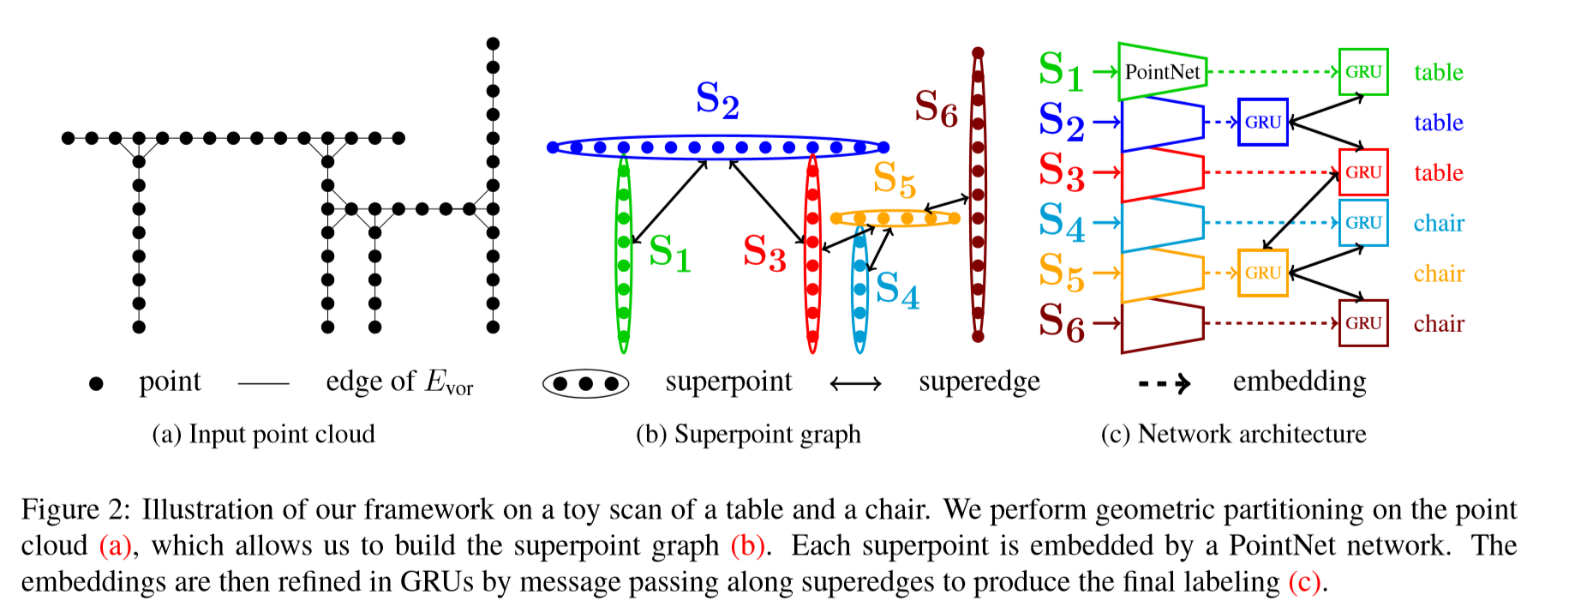 S2
S6
S5
S1
S3
S4
S1 PointNet GRU table
S2 GRU table
S3 GRU table
S4 GRU chair
S5 GRU chair
S6 GRU chair
point edge of Evor superpoint superedge embedding
(a) Input point cloud (b) Superpoint graph (c) Network architecture
Figure 2: Illustration of our framework on a toy scan of a table and a chair. We perform geometric partitioning on the point
cloud (a), which allows us to build the superpoint graph (b). Each superpoint is embedded by a PointNet network. The
embeddings are then refined in GRUs by message passing along superedges to produce the final labeling (c).